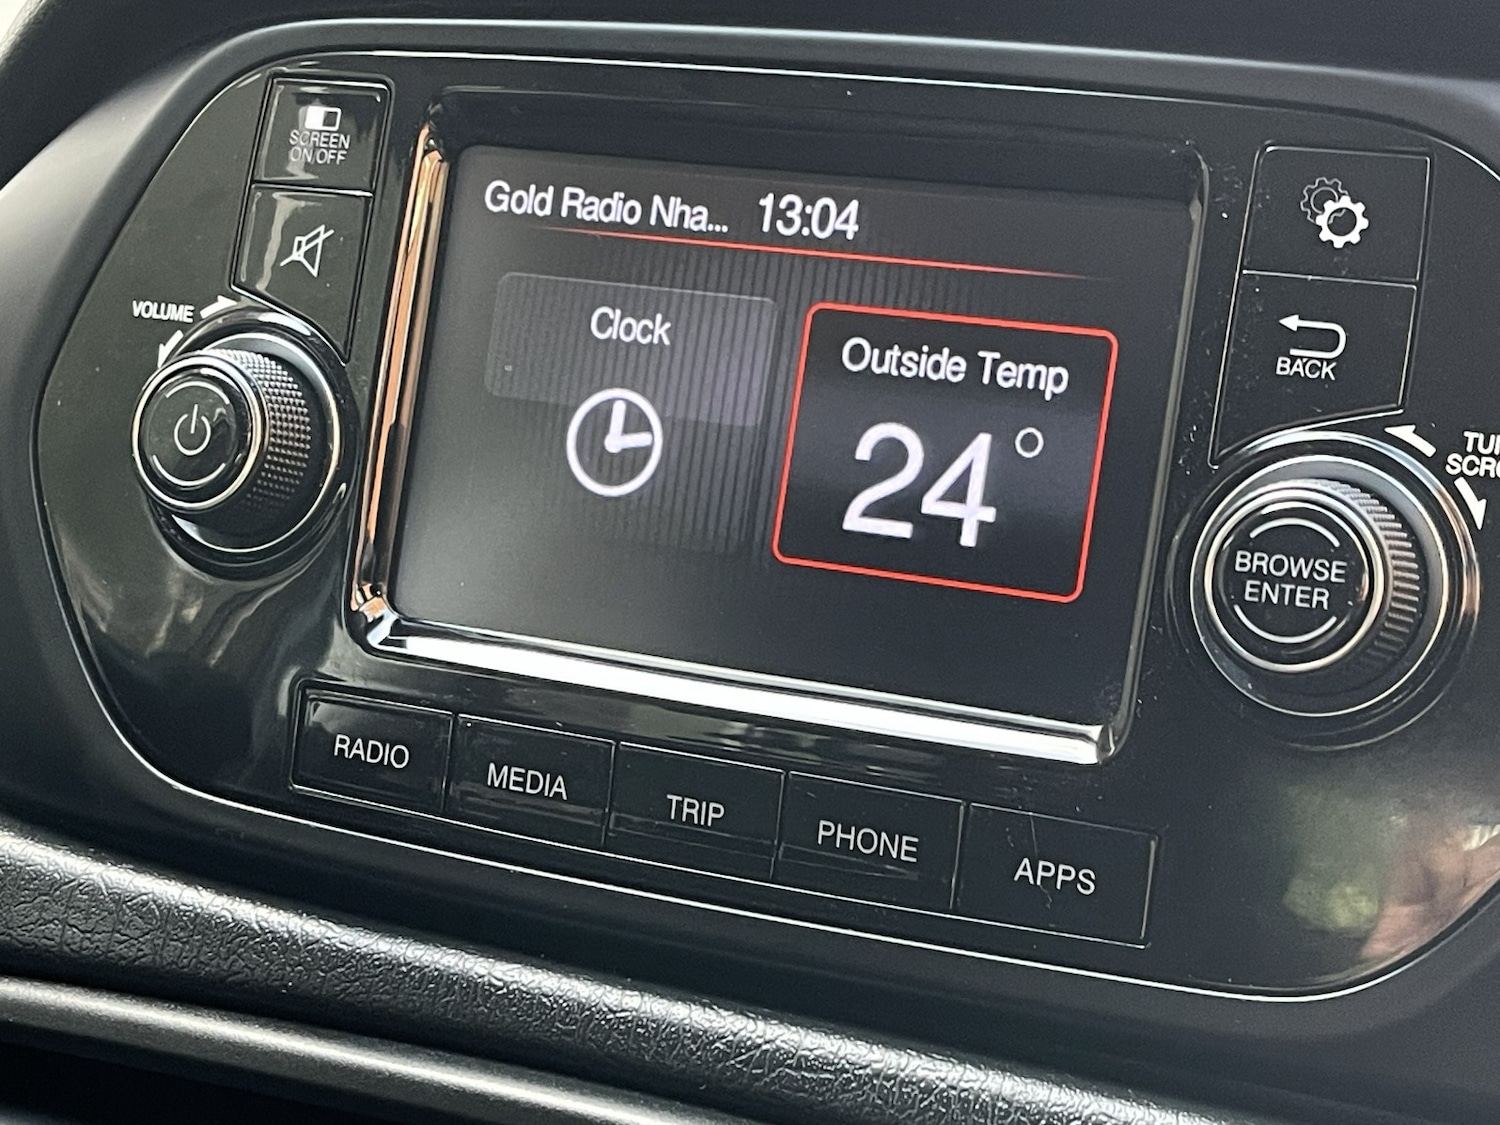 SCREEN
ON/OFF
VOLUME
Gold Radio Nha... 13:04
Clock
Outside Temp
24°
BACK
BROWSE
ENTER
RADIO
MEDIA
TRIP
PHONE
APPS